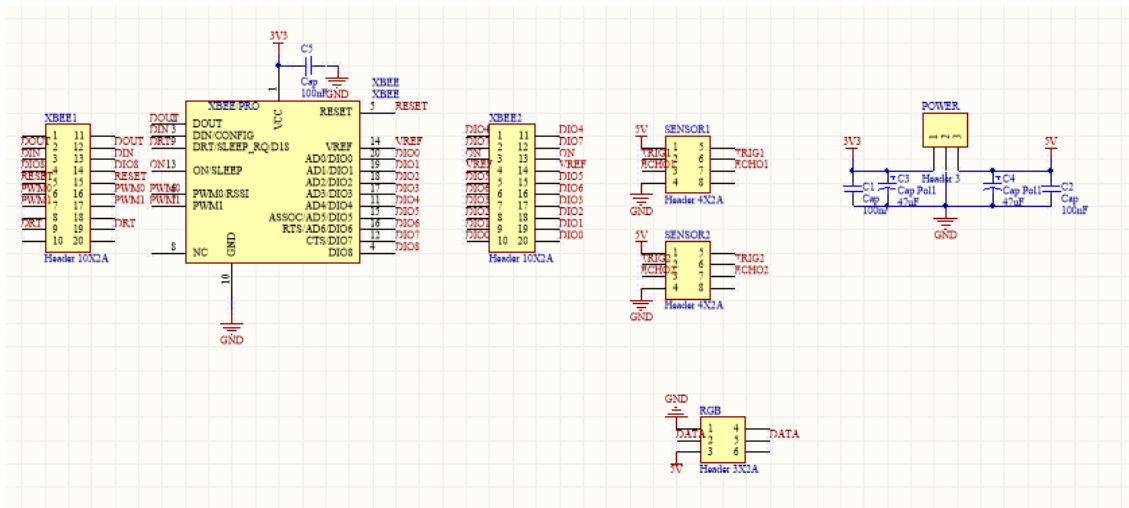 3V3
C5
Cap
100nF
GND
XBEE
XBEE
XBEE PRO
1
VCC
RESET
5
RESET
DOUT
DOUT
DIN
3
DIN/CONFIG
DRT
9
DRT/SLEEP_RQ/DI8
ON
13
ON/SLEEP
PWM0
PWM0/RSSI
PWM1
PWM1
8
NC
GND
10
GND
VREF
14
VREF
AD0/DIO0
20
DIO0
AD1/DIO1
19
DIO1
AD2/DIO2
18
DIO2
AD3/DIO3
17
DIO3
AD4/DIO4
11
DIO4
ASSOC/AD5/DIO5
15
DIO5
RTS/AD6/DIO6
16
DIO6
CTS/DIO7
12
DIO7
DIO8
4
DIO8
XBEE1
1 11
DOUT 2 12 DOUT
DIN 3 13 DIN
DIO8 4 14 DIO8
RESET 5 15 RESET
PWM0 6 16 PWM0
PWM1 7 17 PWM1
8 18
DRT 9 19 DRT
10 20
Header 10X2A
XBEE2
DIO4 1 11 DIO4
DIO7 2 12 DIO7
ON 3 13 ON
VREF 4 14 VREF
DIO5 5 15 DIO5
DIO6 6 16 DIO6
DIO3 7 17 DIO3
DIO2 8 18 DIO2
DIO1 9 19 DIO1
DIO0 10 20 DIO0
Header 10X2A
5V
SENSOR1
1 5
TRIG1 2 6 TRIG1
ECHO1 3 7 ECHO1
4 8
GND
Header 4X2A
5V
SENSOR2
1 5
TRIG2 2 6 TRIG2
ECHO2 3 7 ECHO2
4 8
GND
Header 4X2A
GND
RGB
1 4
DATA 2 5 DATA
3 6
5V
Header 3X2A
POWER
1 2 3
Header 3
3V3
5V
C1
Cap
100nF
C3
Cap Pol1
47uF
C4
Cap Pol1
47uF
C2
Cap
100nF
GND